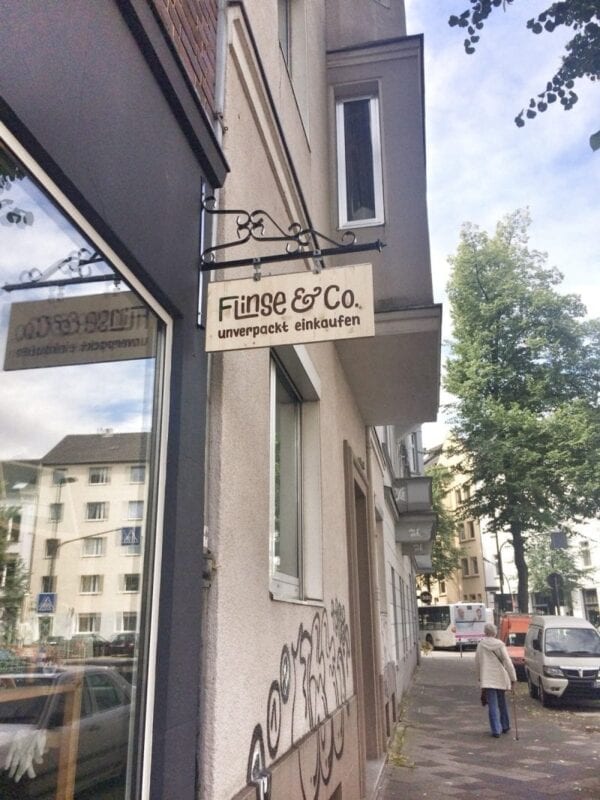 Flinse & Co.
unverpackt einkaufen